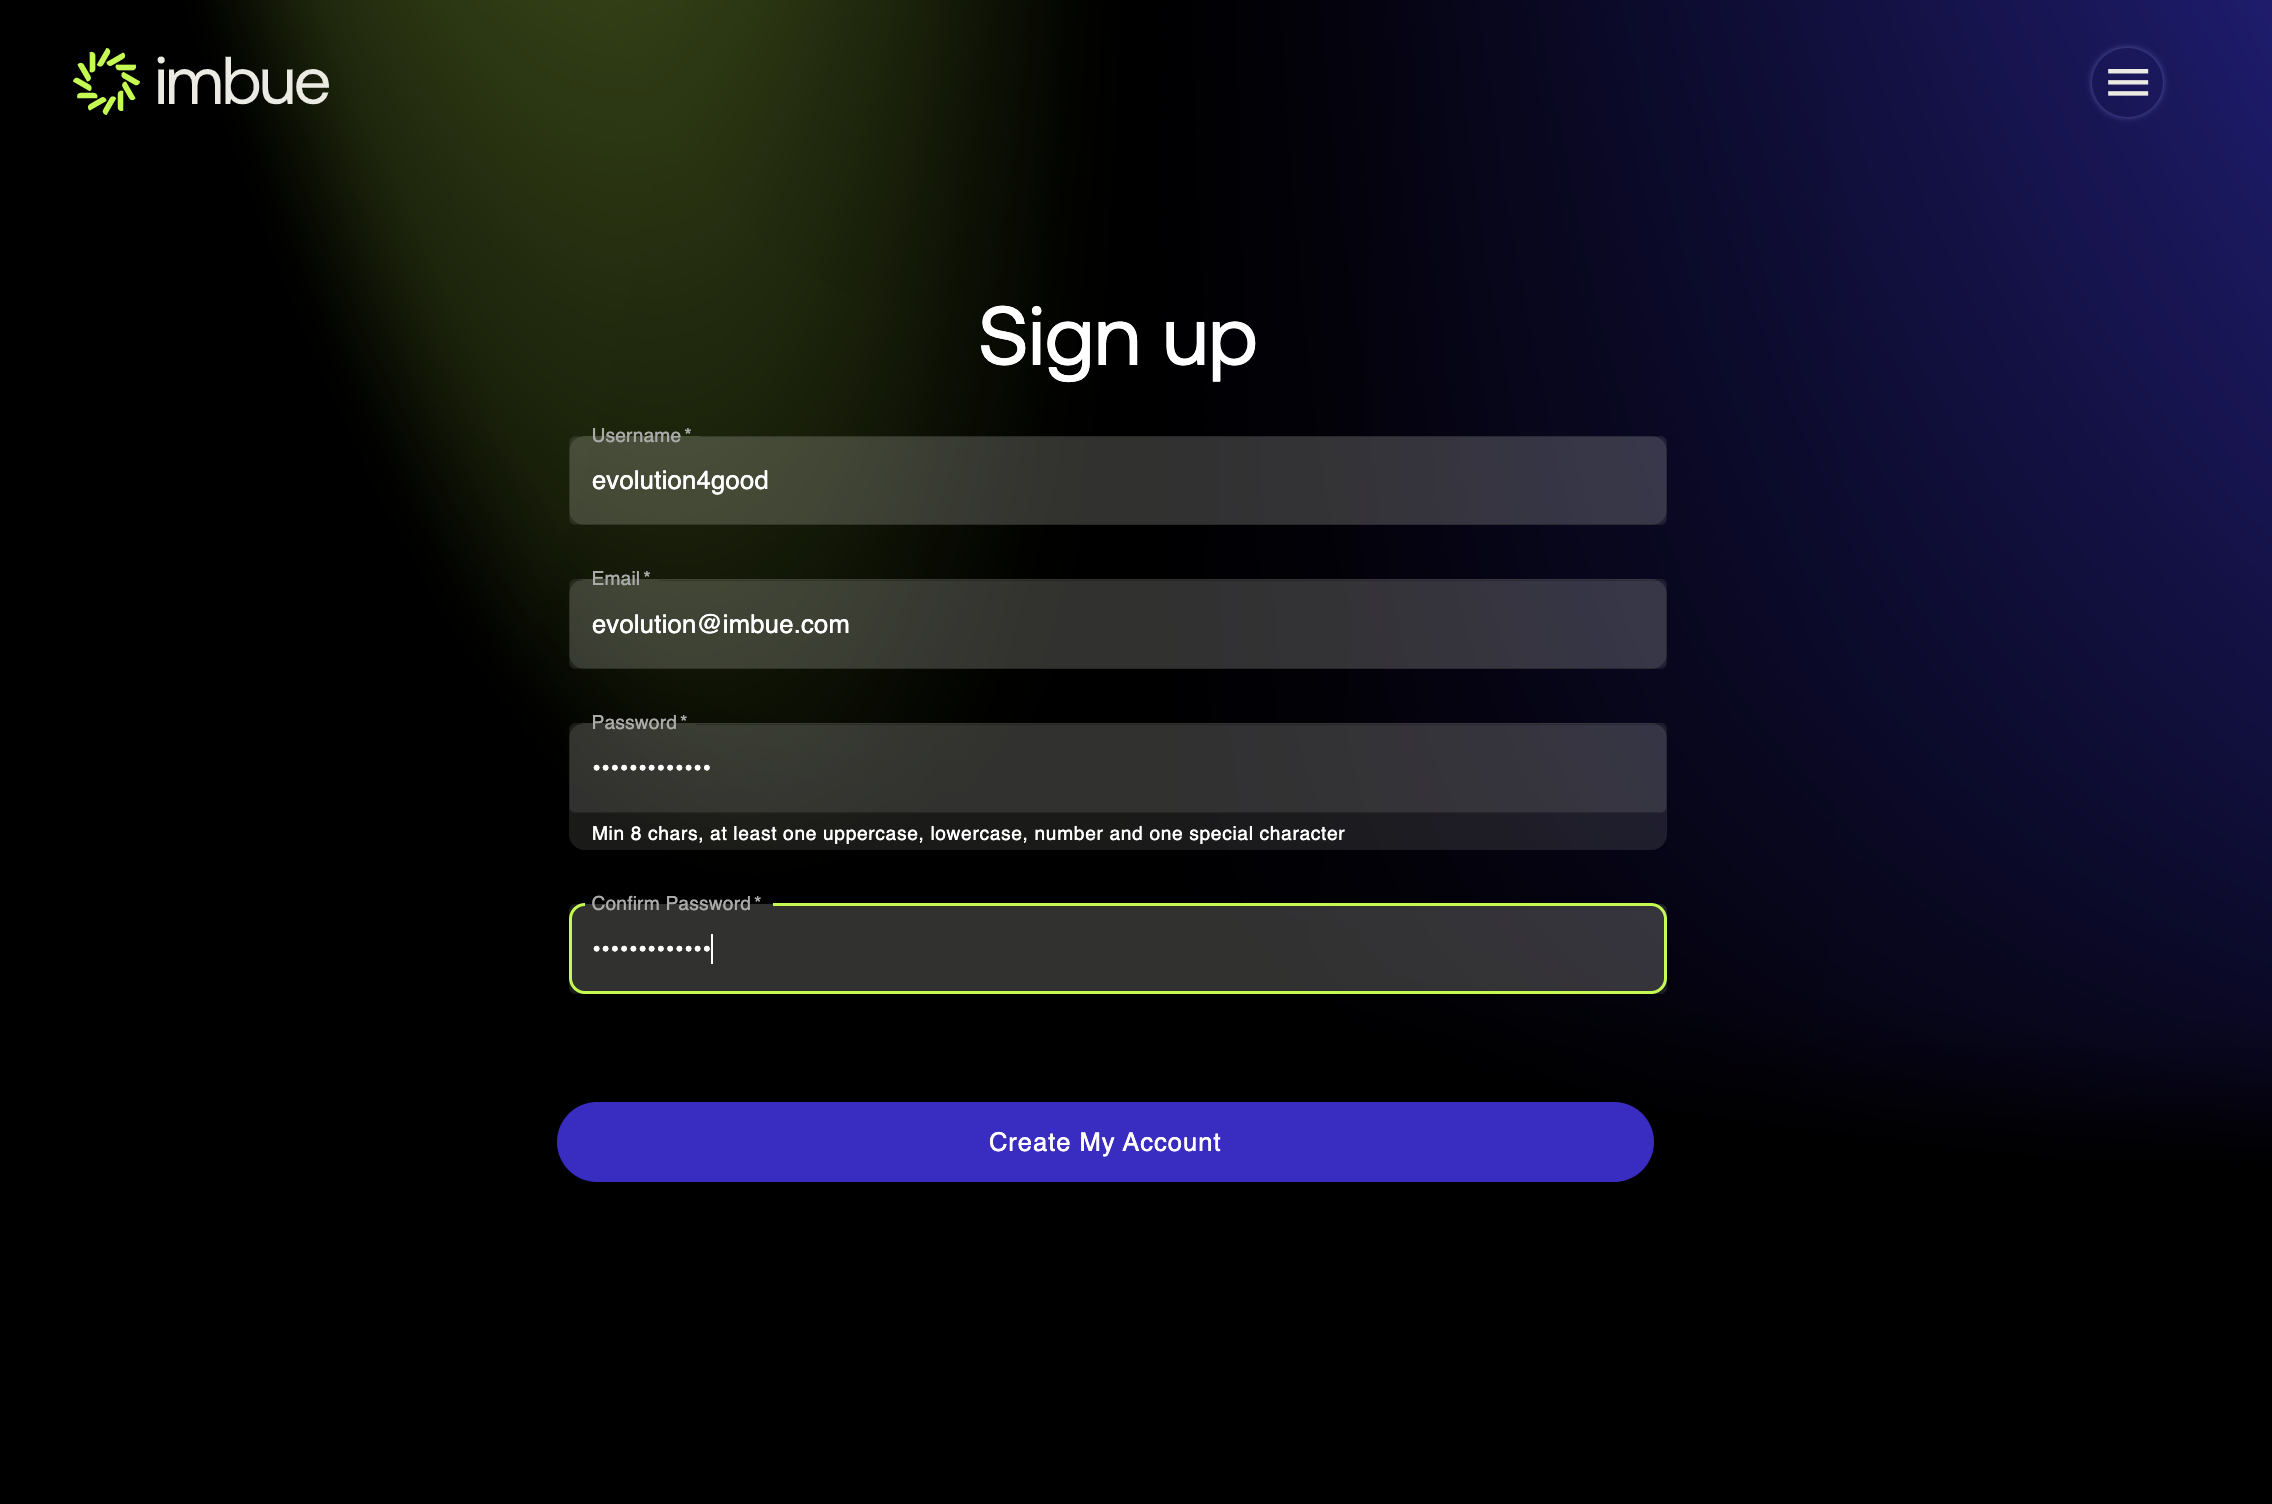 imbue
Sign up
Username *
evolution4good
Email *
evolution@imbue.com
Password *
•••••••••••••
Min 8 chars, at least one uppercase, lowercase, number and one special character
Confirm Password *
•••••••••••••
Create My Account